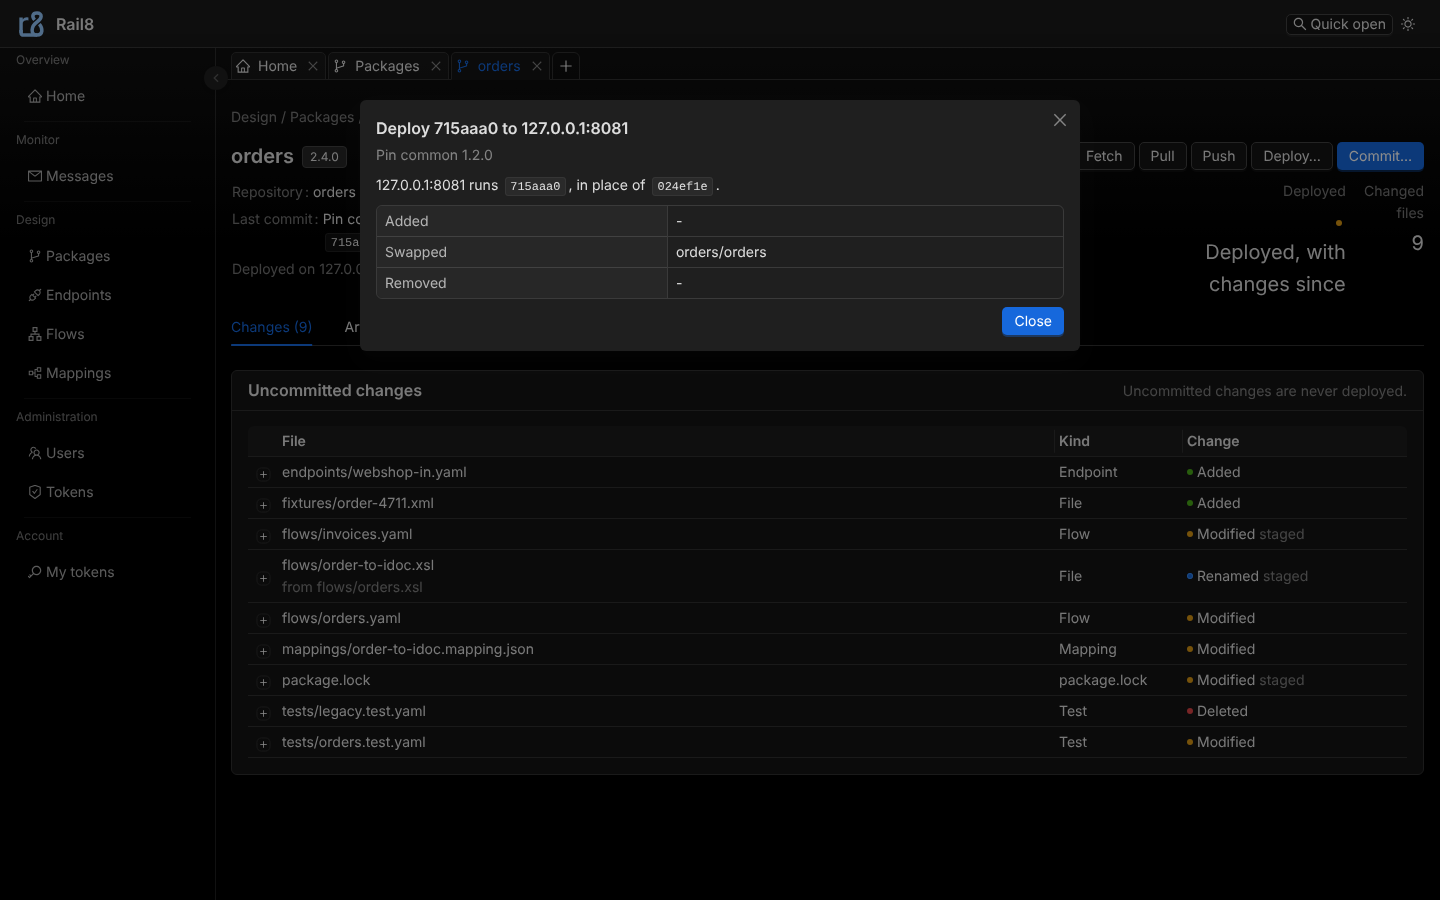 Rail8
Quick open
Overview
Home
Monitor
Messages
Design
Packages
Endpoints
Flows
Mappings
Administration
Users
Tokens
Account
My tokens
Home
Packages
orders
Design / Packages /
orders 2.4.0
Fetch
Pull
Push
Deploy...
Commit...
Repository : orders
Last commit : Pin co
715aa
Deployed on 127.0.0
Deployed
Deployed, with
changes since
Changed
files
9
Changes (9)
Ar
Deploy 715aaa0 to 127.0.0.1:8081
Pin common 1.2.0
127.0.0.1:8081 runs 715aaa0 , in place of 024ef1e .
Added -
Swapped orders/orders
Removed -
Close
Uncommitted changes
Uncommitted changes are never deployed.
File Kind Change
endpoints/webshop-in.yaml Endpoint Added
fixtures/order-4711.xml File Added
flows/invoices.yaml Flow Modified staged
flows/order-to-idoc.xsl File Renamed staged
from flows/orders.xsl
flows/orders.yaml Flow Modified
mappings/order-to-idoc.mapping.json Mapping Modified
package.lock package.lock Modified staged
tests/legacy.test.yaml Test Deleted
tests/orders.test.yaml Test Modified